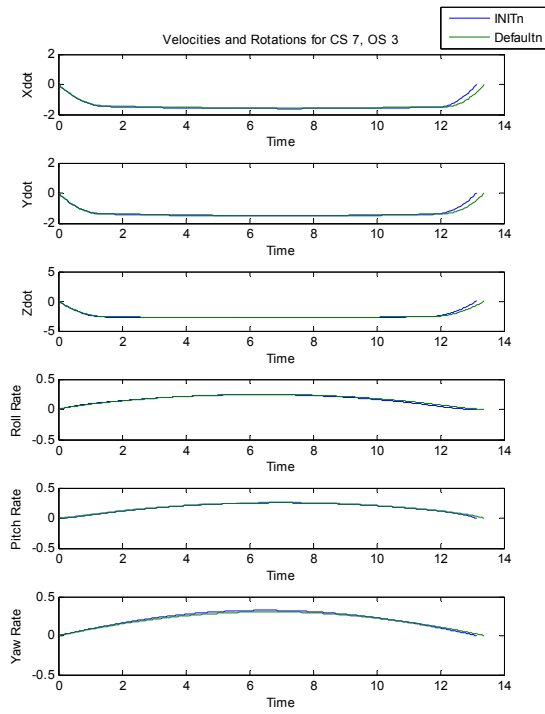 INITn
Defaultn
Velocities and Rotations for CS 7, OS 3
Xdot
2
0
-2
0 2 4 6 8 10 12 14
Time
Ydot
2
0
-2
0 2 4 6 8 10 12 14
Time
Zdot
5
0
-5
0 2 4 6 8 10 12 14
Time
Roll Rate
0.5
0
-0.5
0 2 4 6 8 10 12 14
Time
Pitch Rate
0.5
0
-0.5
0 2 4 6 8 10 12 14
Time
Yaw Rate
0.5
0
-0.5
0 2 4 6 8 10 12 14
Time